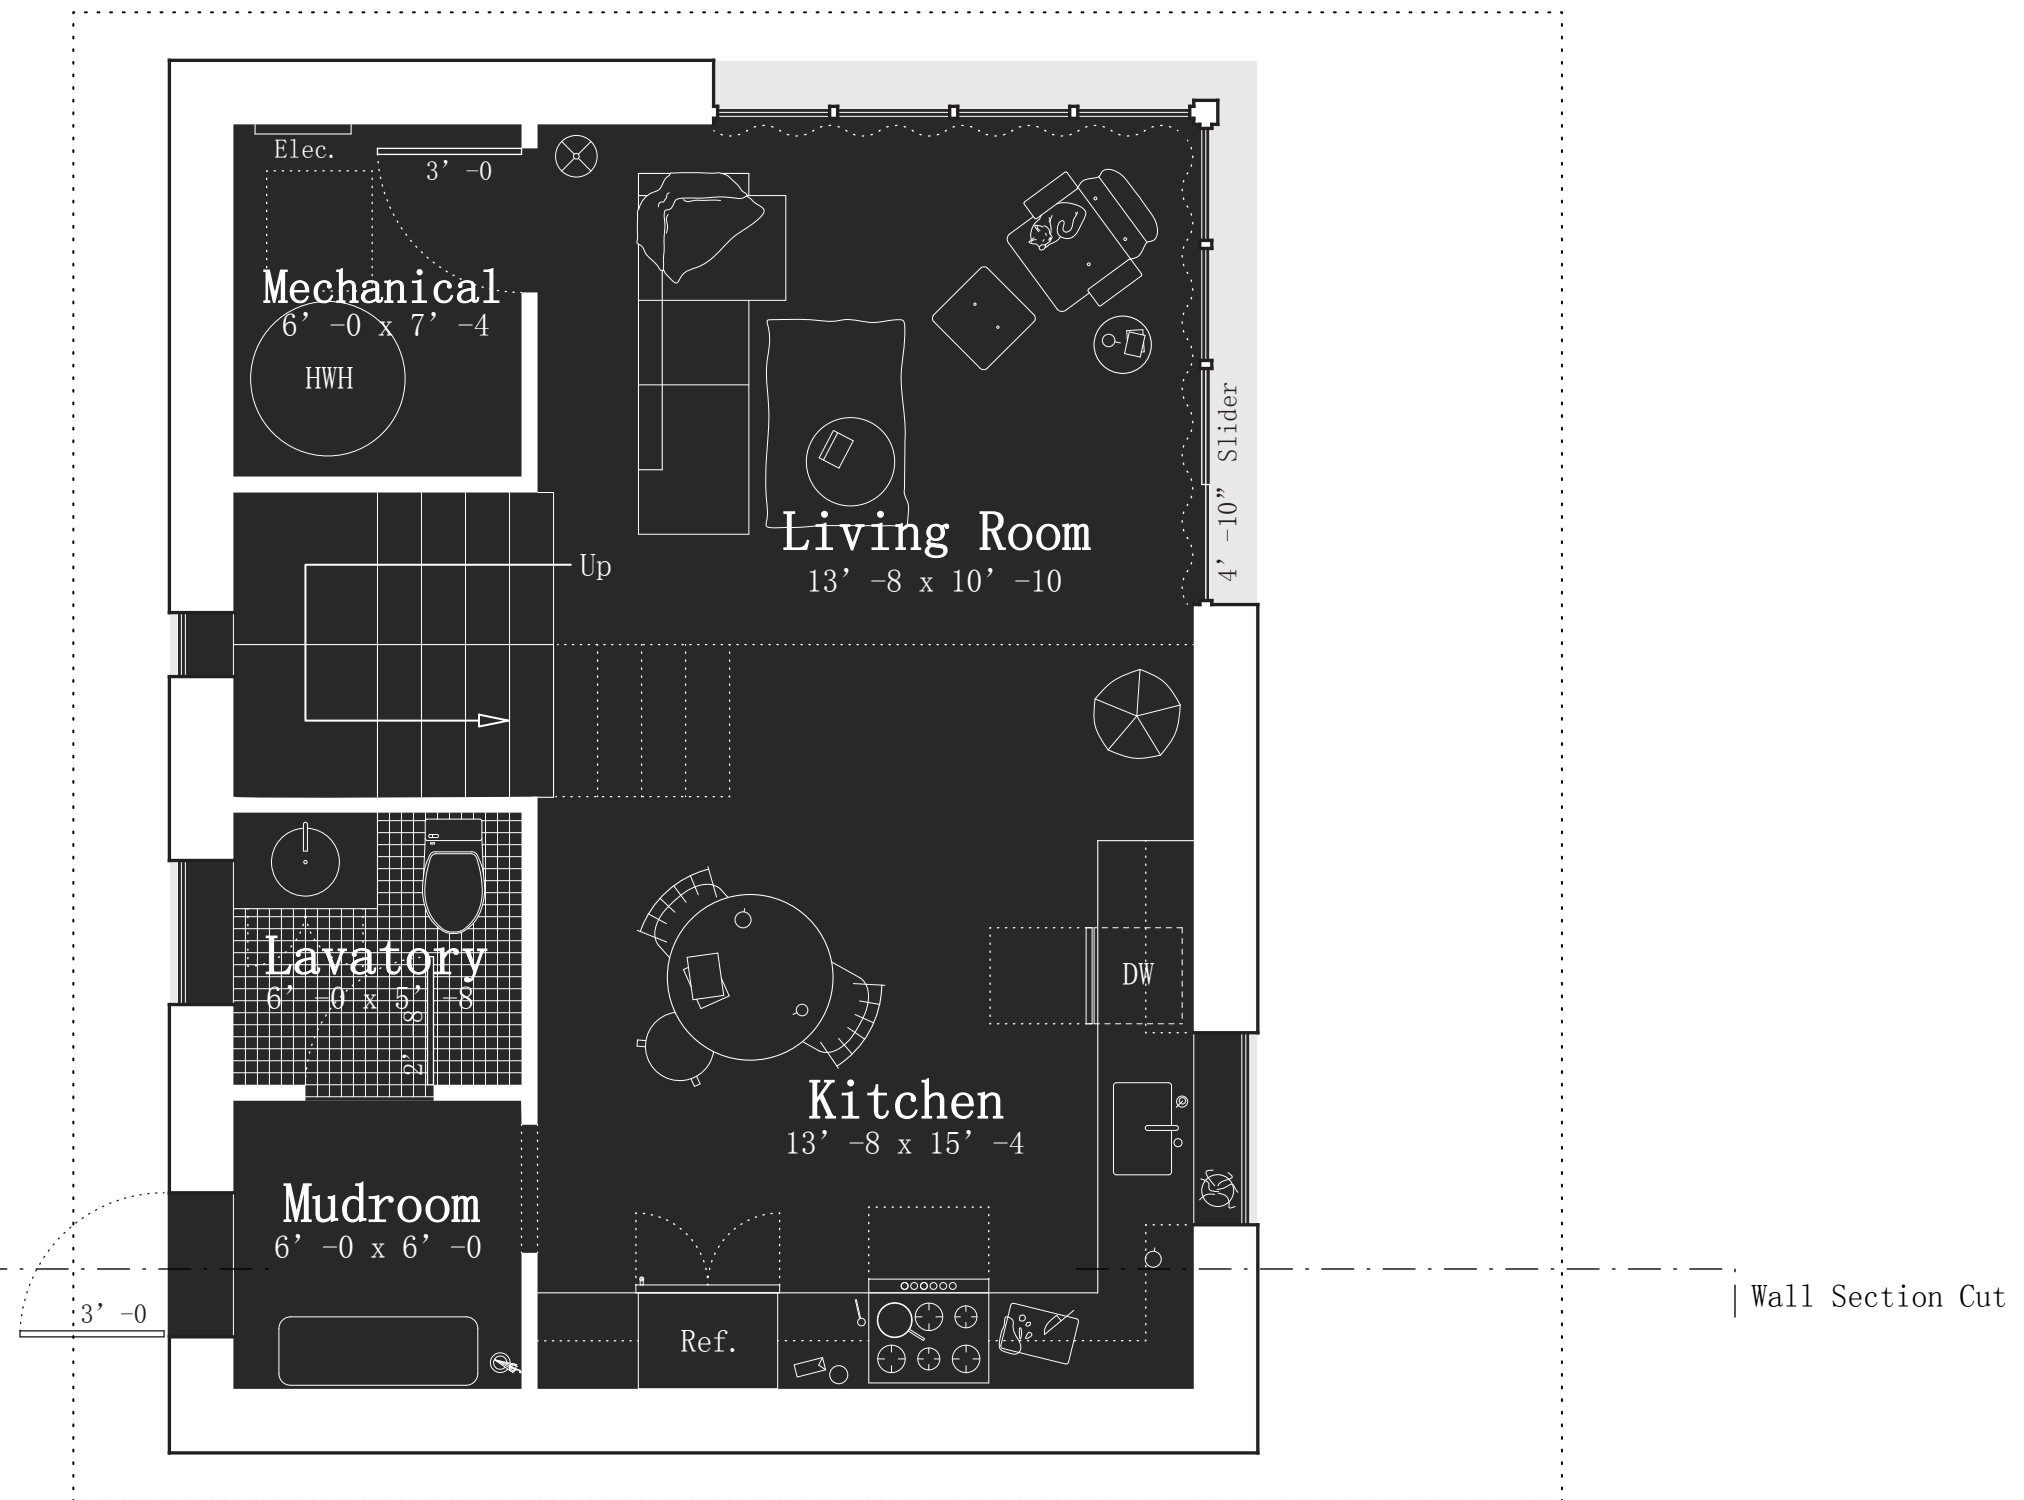 Elec.
3' -0
Mechanical
6' -0 x 7' -4
HWH
4' -10" Slider
Living Room
13' -8 x 10' -10
Up
Lavatory
6' -0 x 5' -8
2' 8
DW
Kitchen
13' -8 x 15' -4
Mudroom
6' -0 x 6' -0
3' -0
Wall Section Cut
Ref.